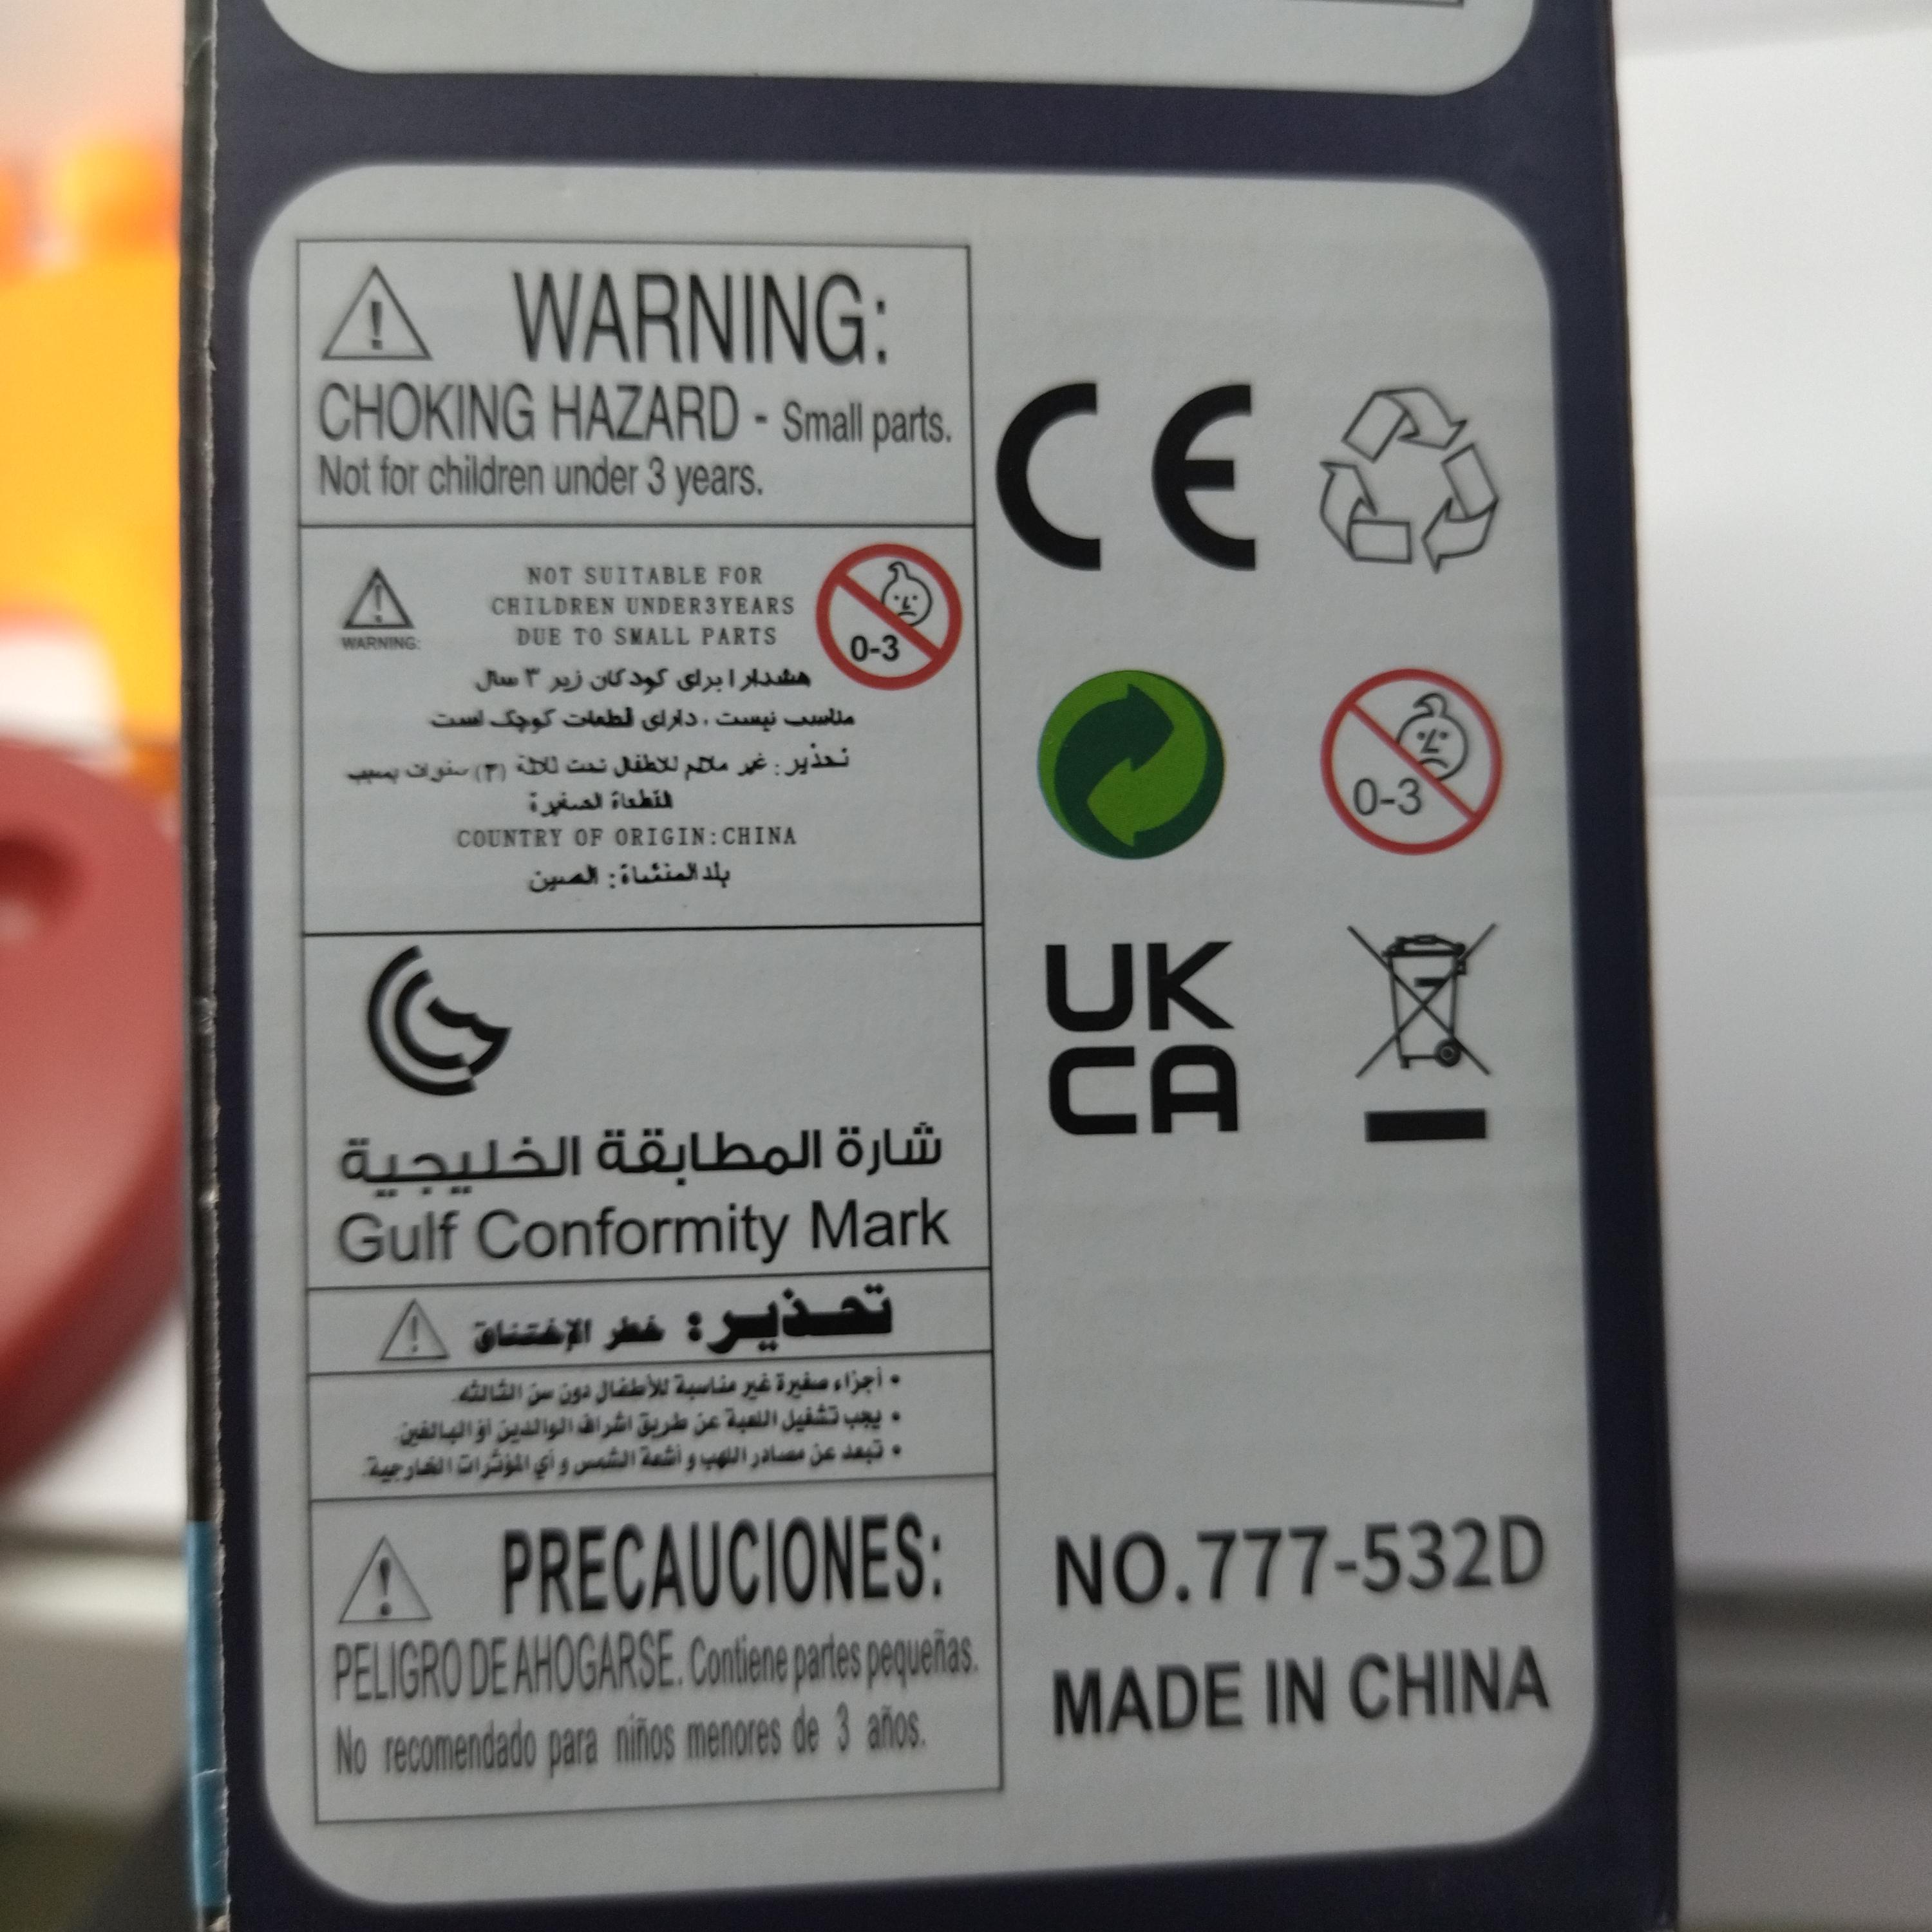 WARNING:
CHOKING HAZARD - Small parts.
Not for children under 3 years.
WARNING:
NOT SUITABLE FOR
CHILDREN UNDER3YEARS
DUE TO SMALL PARTS
0-3
هشدار ! برای کودکان زیر ۳ سال
مناسب نیست ، دارای قطعات کوچک است
تحذير : غير ملائم للاطفال تحت ثلاثة (٣) سنوات بسبب
القطعاة الصغيرة
COUNTRY OF ORIGIN:CHINA
بلد المنشاة : الصين
شارة المطابقة الخليجية
Gulf Conformity Mark
تحذير: خطر الإختناق
• أجزاء صغيرة غير مناسبة للأطفال دون سن الثالثه.
• يجب تشغيل اللعبة عن طريق اشراف الوالدين أو البالغين.
• تبعد عن مصادر اللهب و أشعة الشمس و أي المؤثرات الخارجية.
PRECAUCIONES:
PELIGRO DE AHOGARSE. Contiene partes pequeñas.
No recomendado para niños menores de 3 años.
CE
0-3
UK
CA
NO.777-532D
MADE IN CHINA